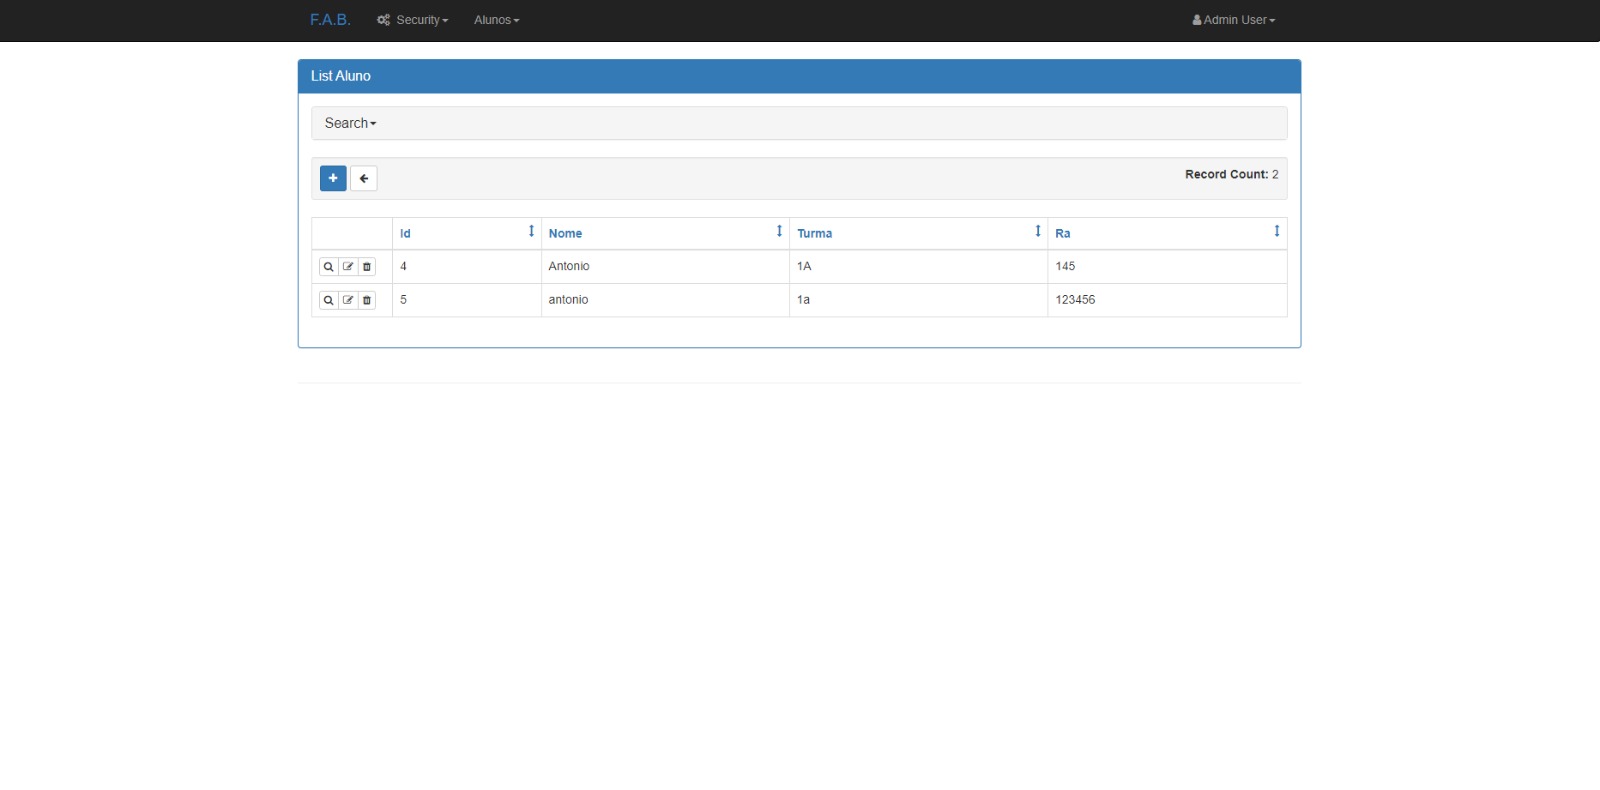 F.A.B. Security Alunos Admin User
List Aluno
Search
Record Count: 2
Id Nome Turma Ra
4 Antonio 1A 145
5 antonio 1a 123456